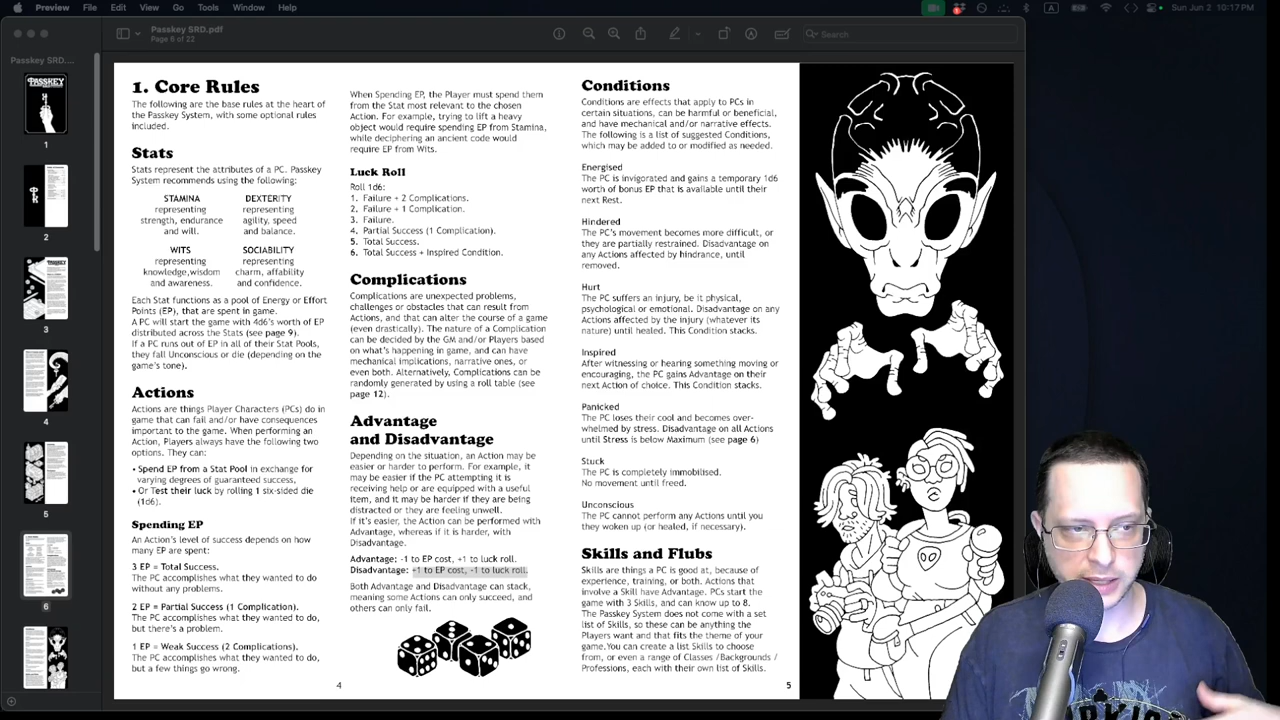 Preview File Edit View Go Tools Window Help
A
Sun Jun 2 10:17 PM
Passkey SRD.pdf
Page 6 of 22
Search
Passkey SRD....
PASSKEY
1
2
3
4
5
6
1. Core Rules
The following are the base rules at the heart of
the Passkey System, with some optional rules
included.
Stats
Stats represent the attributes of a PC. Passkey
System recommends using the following:
STAMINA
representing
strength, endurance
and will.
DEXTERITY
representing
agility, speed
and balance.
WITS
representing
knowledge,wisdom
and awareness.
SOCIABILITY
representing
charm, affability
and confidence.
Each Stat functions as a pool of Energy or Effort
Points (EP), that are spent in game.
A PC will start the game with 4d6's worth of EP
distributed across the Stats (see page 9).
If a PC runs out of EP in all of their Stat Pools,
they fall Unconscious or die (depending on the
game's tone).
Actions
Actions are things Player Characters (PCs) do in
game that can fail and/or have consequences
important to the game. When performing an
Action, Players always have the following two
options. They can:
• Spend EP from a Stat Pool in exchange for
varying degrees of guaranteed success,
• Or Test their luck by rolling 1 six-sided die
(1d6).
Spending EP
An Action's level of success depends on how
many EP are spent:
3 EP = Total Success.
The PC accomplishes what they wanted to do
without any problems.
2 EP = Partial Success (1 Complication).
The PC accomplishes what they wanted to do,
but there's a problem.
1 EP = Weak Success (2 Complications).
The PC accomplishes what they wanted to do,
but a few things go wrong.
4
When Spending EP, the Player must spend them
from the Stat most relevant to the chosen
Action. For example, trying to lift a heavy
object would require spending EP from Stamina,
while deciphering an ancient code would
require EP from Wits.
Luck Roll
Roll 1d6:
1. Failure + 2 Complications.
2. Failure + 1 Complication.
3. Failure.
4. Partial Success (1 Complication).
5. Total Success.
6. Total Success + Inspired Condition.
Complications
Complications are unexpected problems,
challenges or obstacles that can result from
Actions, and that can alter the course of a game
(even drastically). The nature of a Complication
can be decided by the GM and/or Players based
on what's happening in game, and can have
mechanical implications, narrative ones, or
even both. Alternatively, Complications can be
randomly generated by using a roll table (see
page 12).
Advantage
and Disadvantage
Depending on the situation, an Action may be
easier or harder to perform. For example, it
may be easier if the PC attempting it is
receiving help or are equipped with a useful
item, and it may be harder if they are being
distracted or they are feeling unwell.
If it's easier, the Action can be performed with
Advantage, whereas if it is harder, with
Disadvantage.
Advantage: -1 to EP cost, +1 to luck roll.
Disadvantage: +1 to EP cost, -1 to luck roll.
Both Advantage and Disadvantage can stack,
meaning some Actions can only succeed, and
others can only fail.
Conditions
Conditions are effects that apply to PCs in
certain situations, can be harmful or beneficial,
and have mechanical and/or narrative effects.
The following is a list of suggested Conditions,
which may be added to or modified as needed.
Energised
The PC is invigorated and gains a temporary 1d6
worth of bonus EP that is available until their
next Rest.
Hindered
The PC's movement becomes more difficult, or
they are partially restrained. Disadvantage on
any Actions affected by hindrance, until
removed.
Hurt
The PC suffers an injury, be it physical,
psychological or emotional. Disadvantage on any
Actions affected by the injury (whatever its
nature) until healed. This Condition stacks.
Inspired
After witnessing or hearing something moving or
encouraging, the PC gains Advantage on their
next Action of choice. This Condition stacks.
Panicked
The PC loses their cool and becomes over-
whelmed by stress. Disadvantage on all Actions
until Stress is below Maximum (see page 6)
Stuck
The PC is completely immobilised.
No movement until freed.
Unconscious
The PC cannot perform any Actions until you
they woken up (or healed, if necessary).
Skills and Flubs
Skills are things a PC is good at, because of
experience, training, or both. Actions that
involve a Skill have Advantage. PCs start the
game with 3 Skills, and can know up to 8.
The Passkey System does not come with a set
list of Skills, so these can be anything the
Players want and that fits the theme of your
game.You can create a list Skills to choose
from, or even a range of Classes /Backgrounds /
Professions, each with their own list of Skills.
5